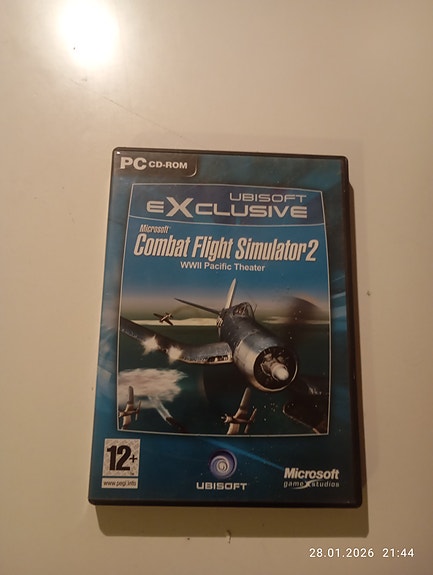 PC CD-ROM
UBISOFT
eXclusive
Microsoft
Combat Flight Simulator 2
WWII Pacific Theater
12+
www.pegi.info
UBISOFT
Microsoft
game studios
28.01.2026 21:44